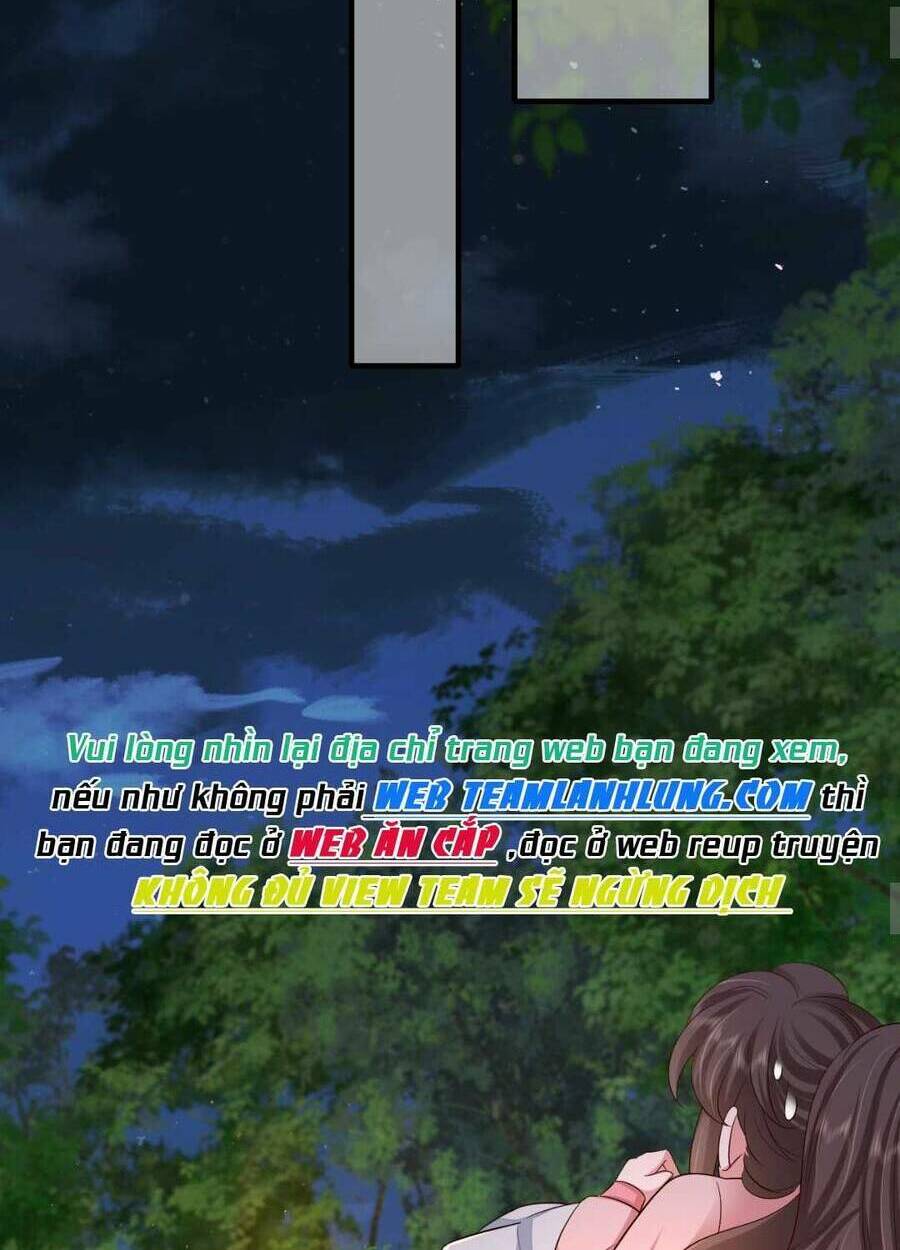 Vui lòng nhìn lại địa chỉ trang web bạn đang xem,
nếu như không phải WEB TEAMLANHLUNG.COM thì
bạn đang đọc ở WEB ĂN CẮP ,đọc ở web reup truyện
KHÔNG ĐỦ VIEW TEAM SẼ NGỪNG DỊCH